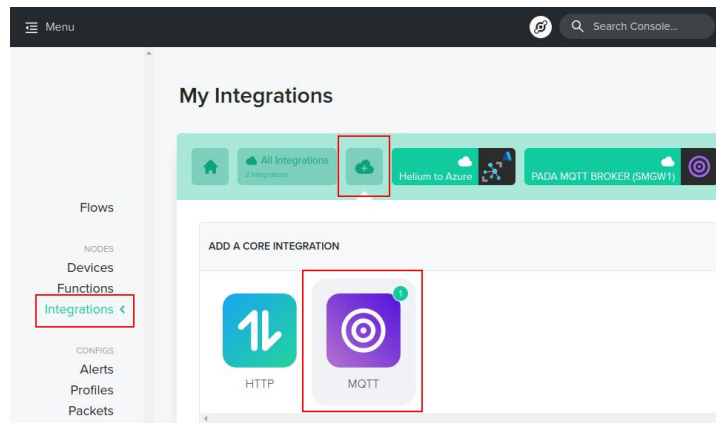 Menu
Search Console...
My Integrations
All Integrations
2 Integrations
Helium to Azure
PADA MQTT BROKER (SMGW1)
Flows
NODES
Devices
Functions
Integrations
CONFIGS
Alerts
Profiles
Packets
ADD A CORE INTEGRATION
1
HTTP
MQTT